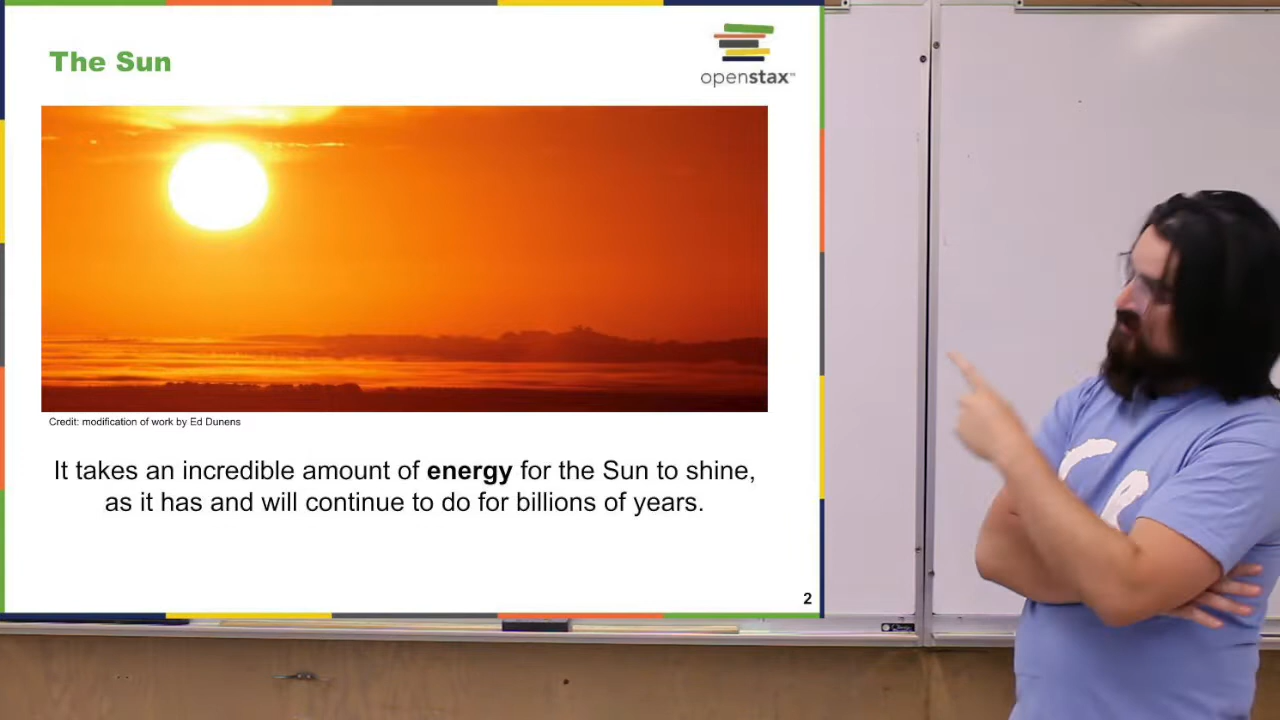 The Sun
openstax™
Credit: modification of work by Ed Dunens
It takes an incredible amount of energy for the Sun to shine,
as it has and will continue to do for billions of years.
2